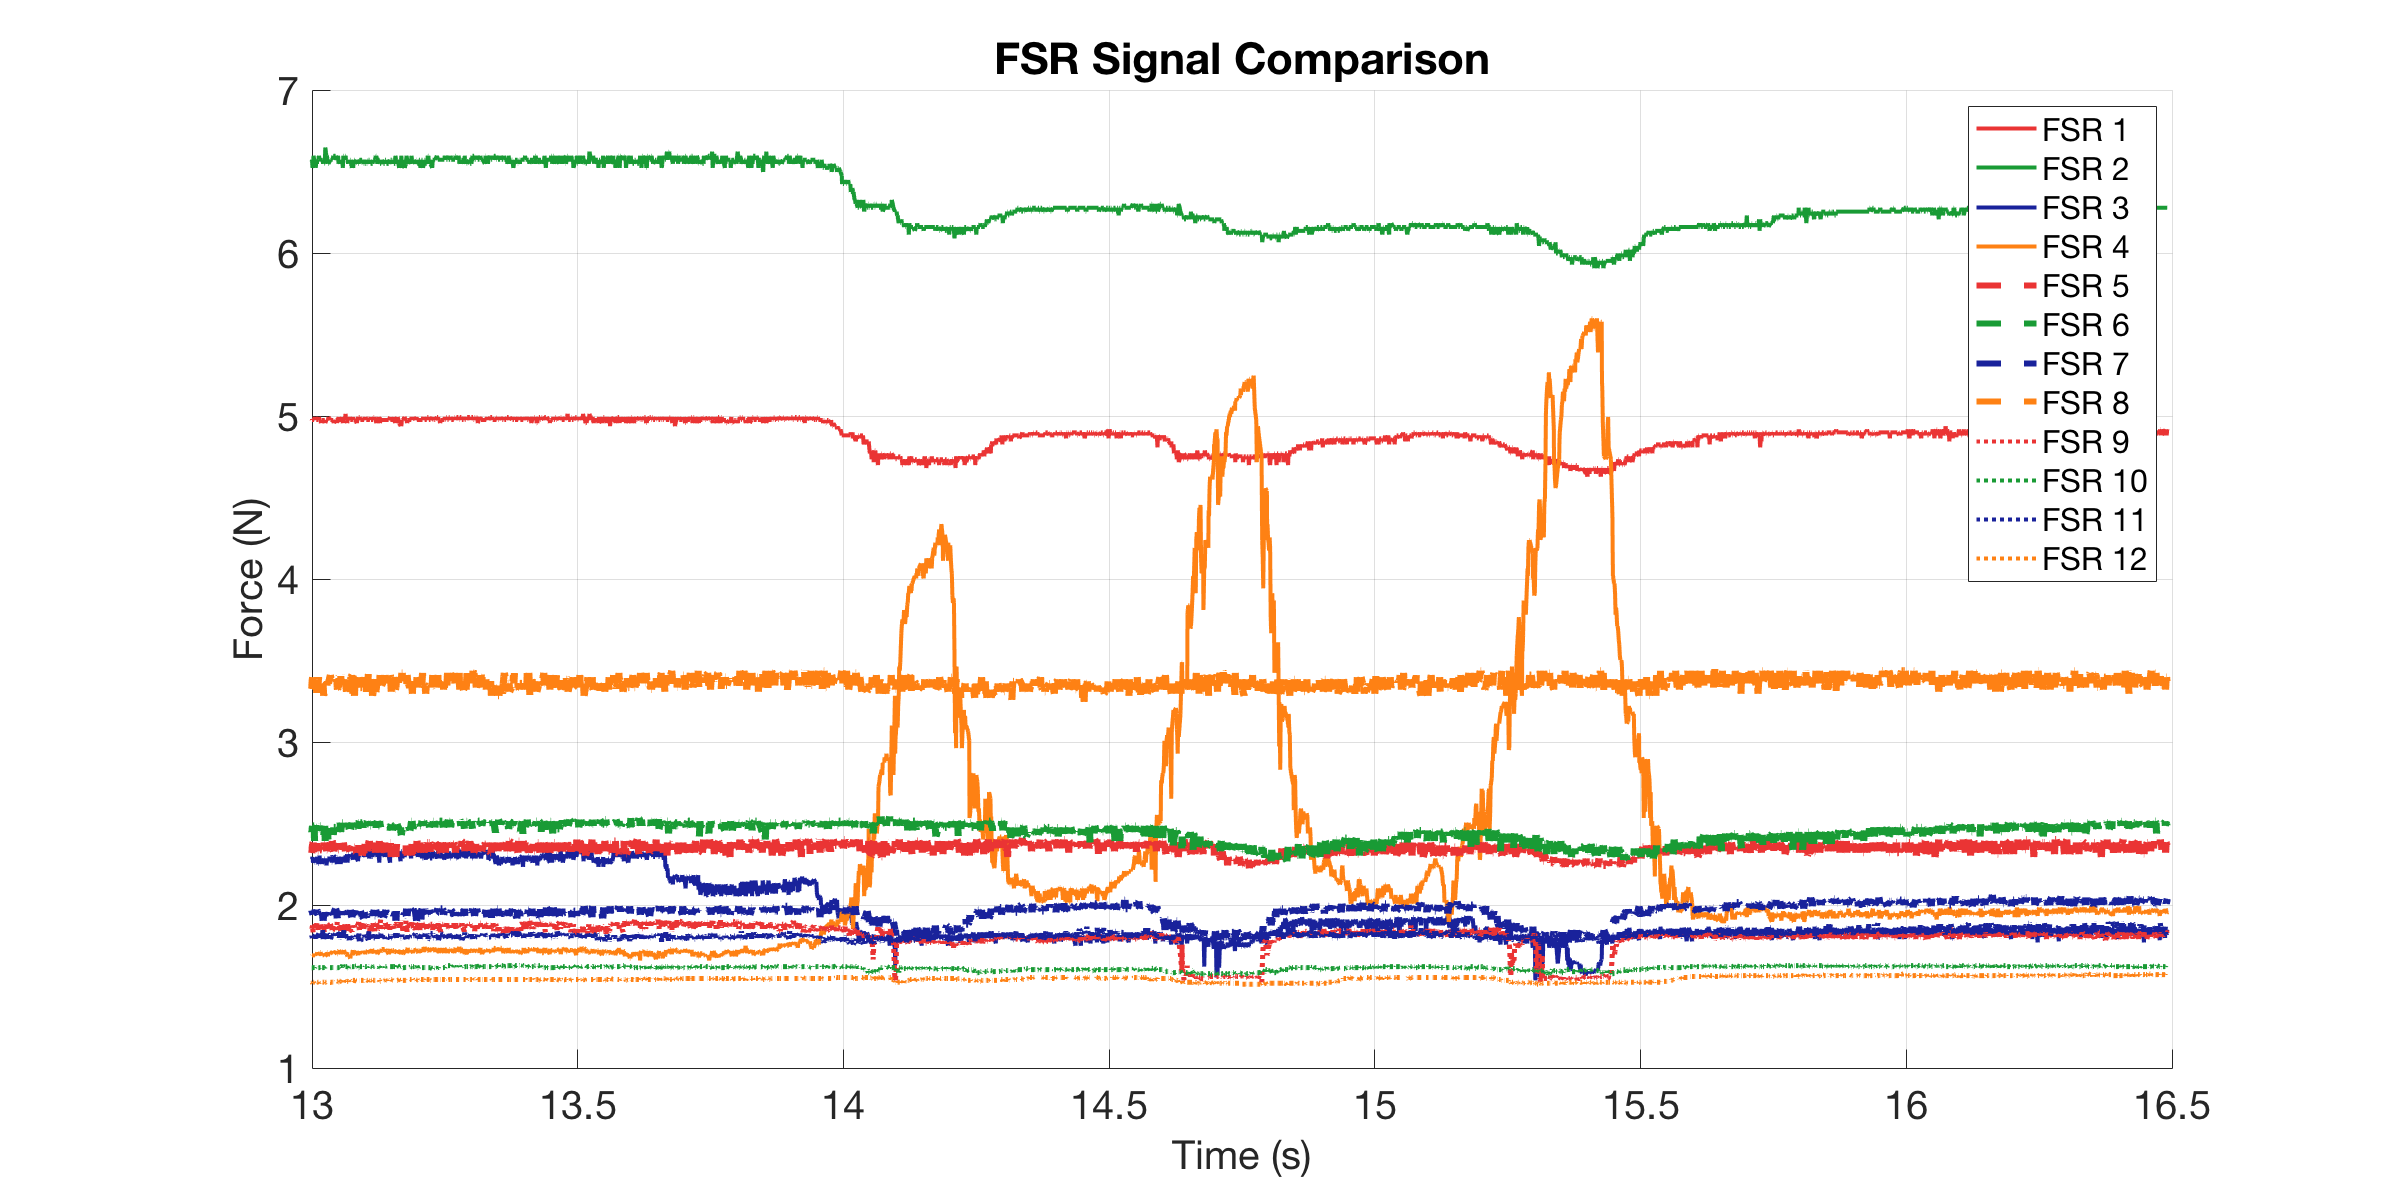 FSR Signal Comparison
7
6
5
4
3
2
1
Force (N)
13 13.5 14 14.5 15 15.5 16 16.5
Time (s)
FSR 1
FSR 2
FSR 3
FSR 4
FSR 5
FSR 6
FSR 7
FSR 8
FSR 9
FSR 10
FSR 11
FSR 12